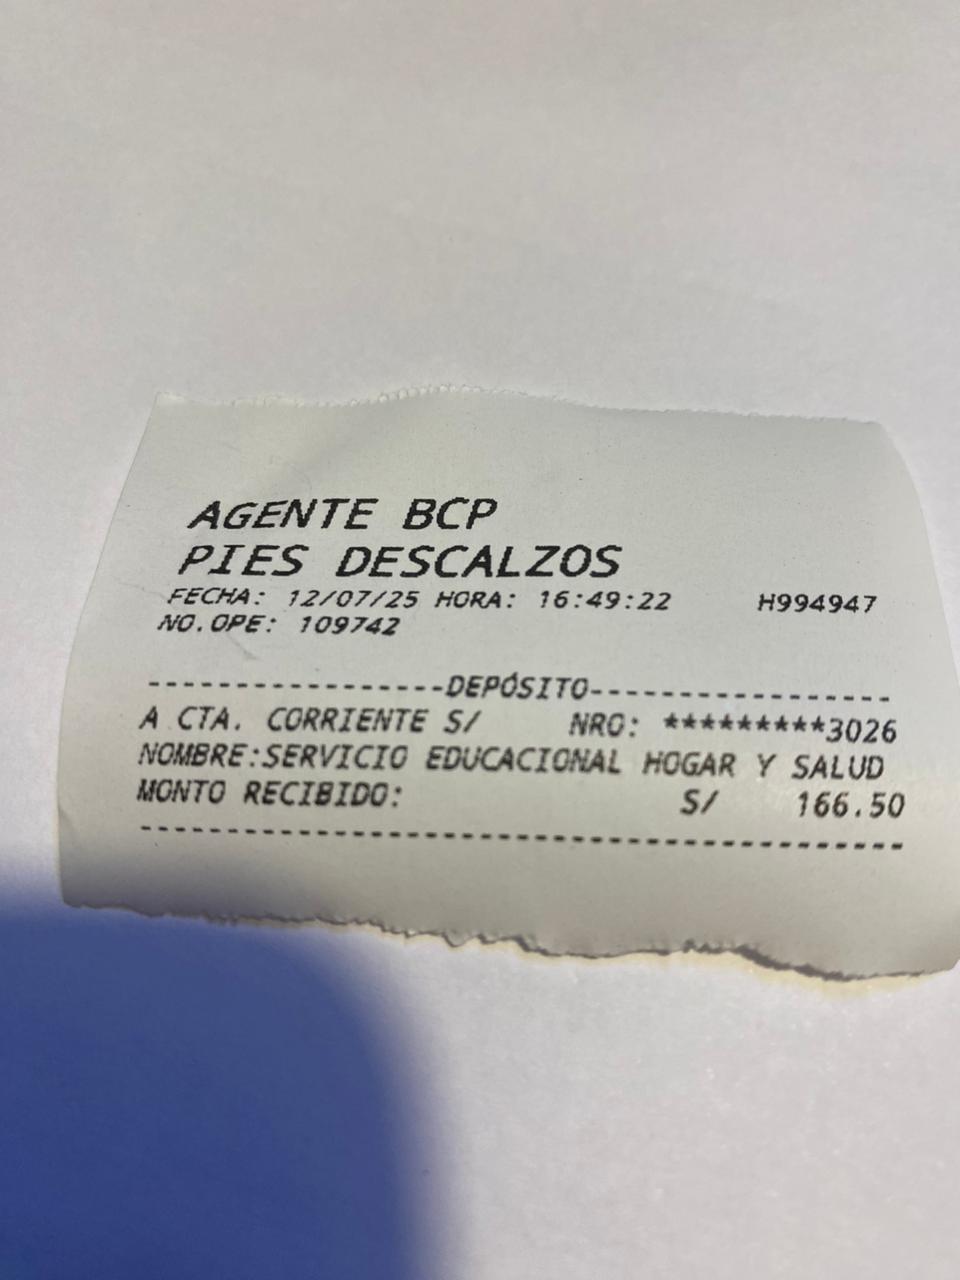 AGENTE BCP
PIES DESCALZOS
FECHA: 12/07/25 HORA: 16:49:22 H994947
NO.OPE: 109742
-----------------DEPÓSITO-----------------
A CTA. CORRIENTE S/ NRO: *********3026
NOMBRE:SERVICIO EDUCACIONAL HOGAR Y SALUD
MONTO RECIBIDO: S/ 166.50
------------------------------------------